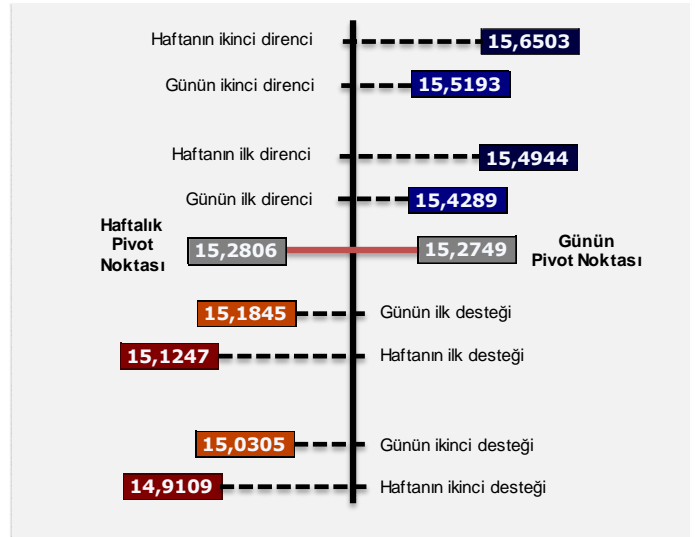 Haftanın ikinci direnci
15,6503
Günün ikinci direnci
15,5193
Haftanın ilk direnci
15,4944
Günün ilk direnci
15,4289
Haftalık
Pivot
Noktası
15,2806
15,2749
Günün
Pivot Noktası
15,1845
Günün ilk desteği
15,1247
Haftanın ilk desteği
15,0305
Günün ikinci desteği
14,9109
Haftanın ikinci desteği